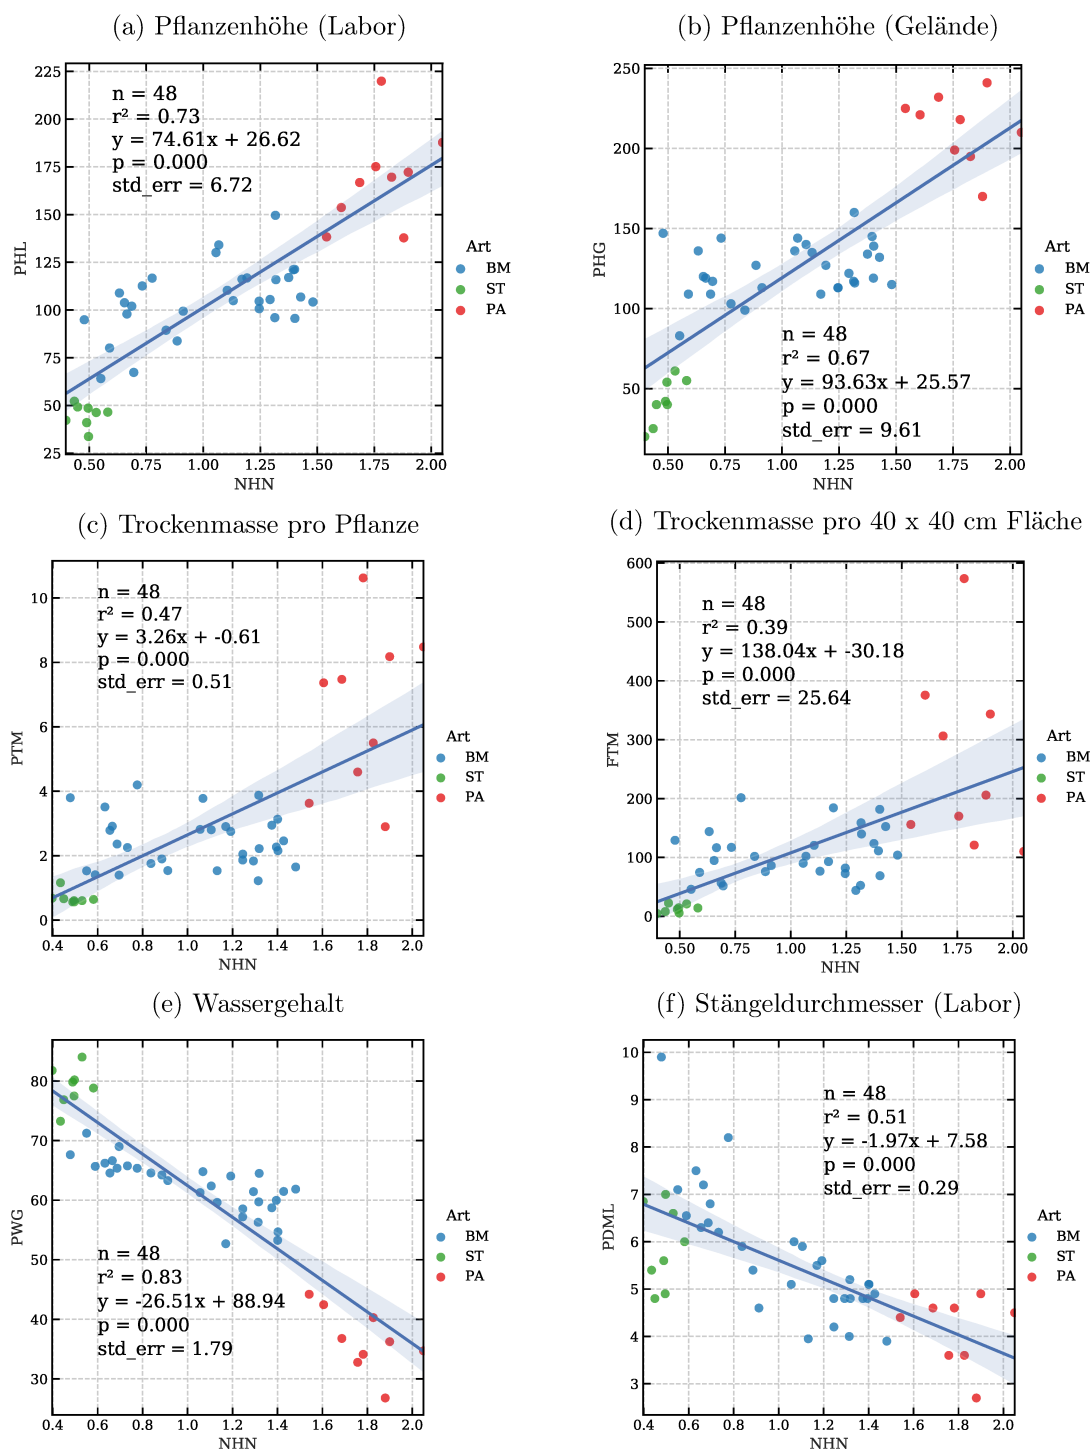 (a) Pflanzenhöhe (Labor)
225
200
175
150
125
100
75
50
25
PHL
n = 48
r² = 0.73
y = 74.61x + 26.62
p = 0.000
std_err = 6.72
0.50 0.75 1.00 1.25 1.50 1.75 2.00
NHN
Art
BM
ST
PA
(b) Pflanzenhöhe (Gelände)
250
200
150
100
50
PHG
n = 48
r² = 0.67
y = 93.63x + 25.57
p = 0.000
std_err = 9.61
0.50 0.75 1.00 1.25 1.50 1.75 2.00
NHN
Art
BM
ST
PA
(c) Trockenmasse pro Pflanze
10
8
6
4
2
0
PTM
n = 48
r² = 0.47
y = 3.26x + -0.61
p = 0.000
std_err = 0.51
0.4 0.6 0.8 1.0 1.2 1.4 1.6 1.8 2.0
NHN
Art
BM
ST
PA
(d) Trockenmasse pro 40 x 40 cm Fläche
600
500
400
300
200
100
0
FTM
n = 48
r² = 0.39
y = 138.04x + -30.18
p = 0.000
std_err = 25.64
0.50 0.75 1.00 1.25 1.50 1.75 2.00
NHN
Art
BM
ST
PA
(e) Wassergehalt
80
70
60
50
40
30
PWG
n = 48
r² = 0.83
y = -26.51x + 88.94
p = 0.000
std_err = 1.79
0.4 0.6 0.8 1.0 1.2 1.4 1.6 1.8 2.0
NHN
Art
BM
ST
PA
(f) Stängeldurchmesser (Labor)
10
9
8
7
6
5
4
3
PDML
n = 48
r² = 0.51
y = -1.97x + 7.58
p = 0.000
std_err = 0.29
0.4 0.6 0.8 1.0 1.2 1.4 1.6 1.8 2.0
NHN
Art
BM
ST
PA